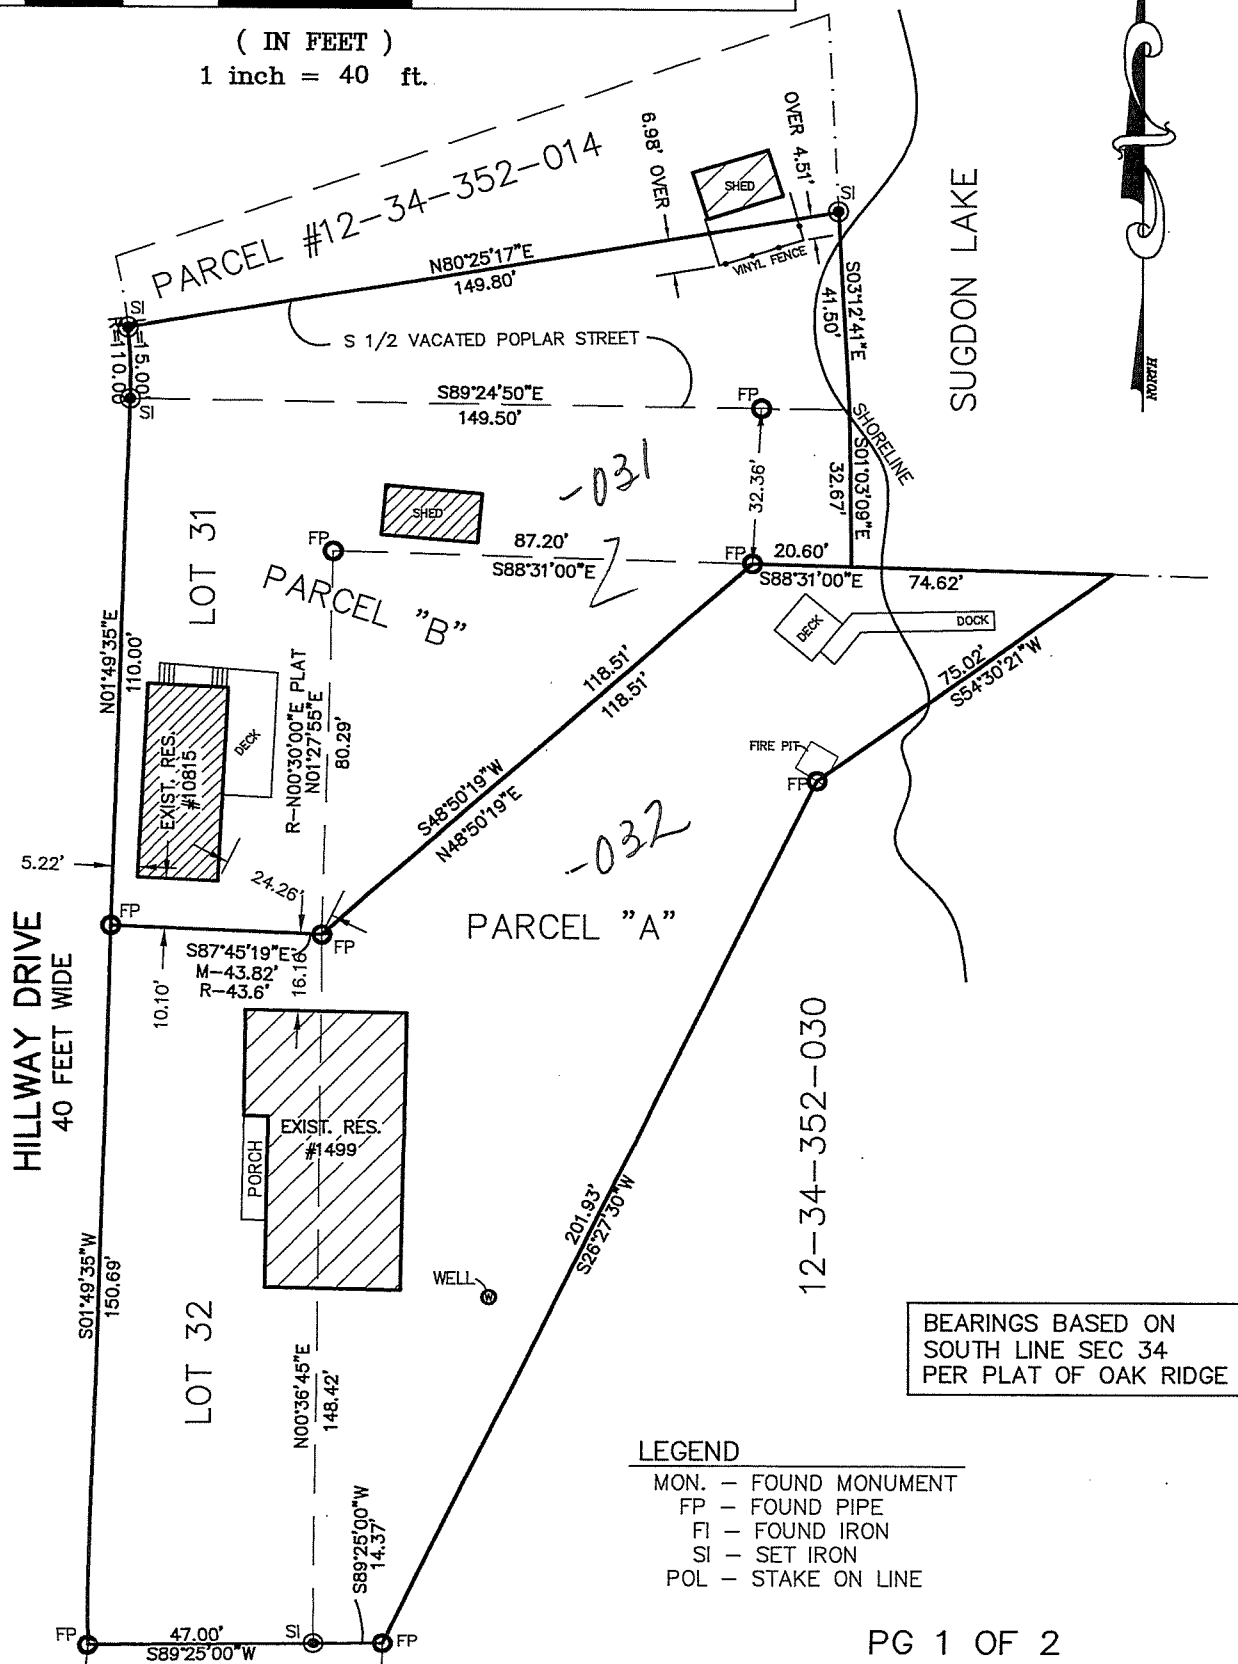 ( IN FEET )
1 inch = 40 ft.
NORTH
SUGDON LAKE
PARCEL #12-34-352-014
6.98' OVER
OVER 4.51'
SHED
SI
VINYL FENCE
N80°25'17"E
149.80'
S03°12'41"E
41.50'
SI
15.00'
S 1/2 VACATED POPLAR STREET
SI
S89°24'50"E
149.50'
FP
SHORELINE
S01°03'09"E
32.67'
32.36'
-031
LOT 31
SHED
FP
87.20'
S88°31'00"E
FP
20.60'
S88°31'00"E
74.62'
PARCEL "B"
DECK
DOCK
N01°49'35"E
110.00'
R-N00°30'00"E PLAT
N01°27'55"E
80.29'
118.51'
118.51'
S48°50'19"W
N48°50'19"E
75.02'
S54°30'21"W
EXIST. RES.
#10815
DECK
FIRE PIT
FP
-032
5.22'
24.26'
FP
FP
PARCEL "A"
S87°45'19"E
M-43.82'
R-43.6'
10.10'
16.16'
HILLWAY DRIVE
40 FEET WIDE
EXIST. RES.
#1499
PORCH
12-34-352-030
201.93'
S26°27'30"W
WELL
W
S01°49'35"W
150.69'
LOT 32
N00°36'45"E
148.42'
BEARINGS BASED ON
SOUTH LINE SEC 34
PER PLAT OF OAK RIDGE
LEGEND
MON. - FOUND MONUMENT
FP - FOUND PIPE
FI - FOUND IRON
SI - SET IRON
POL - STAKE ON LINE
S89°25'00"W
14.37'
FP
47.00'
S89°25'00"W
SI
FP
PG 1 OF 2